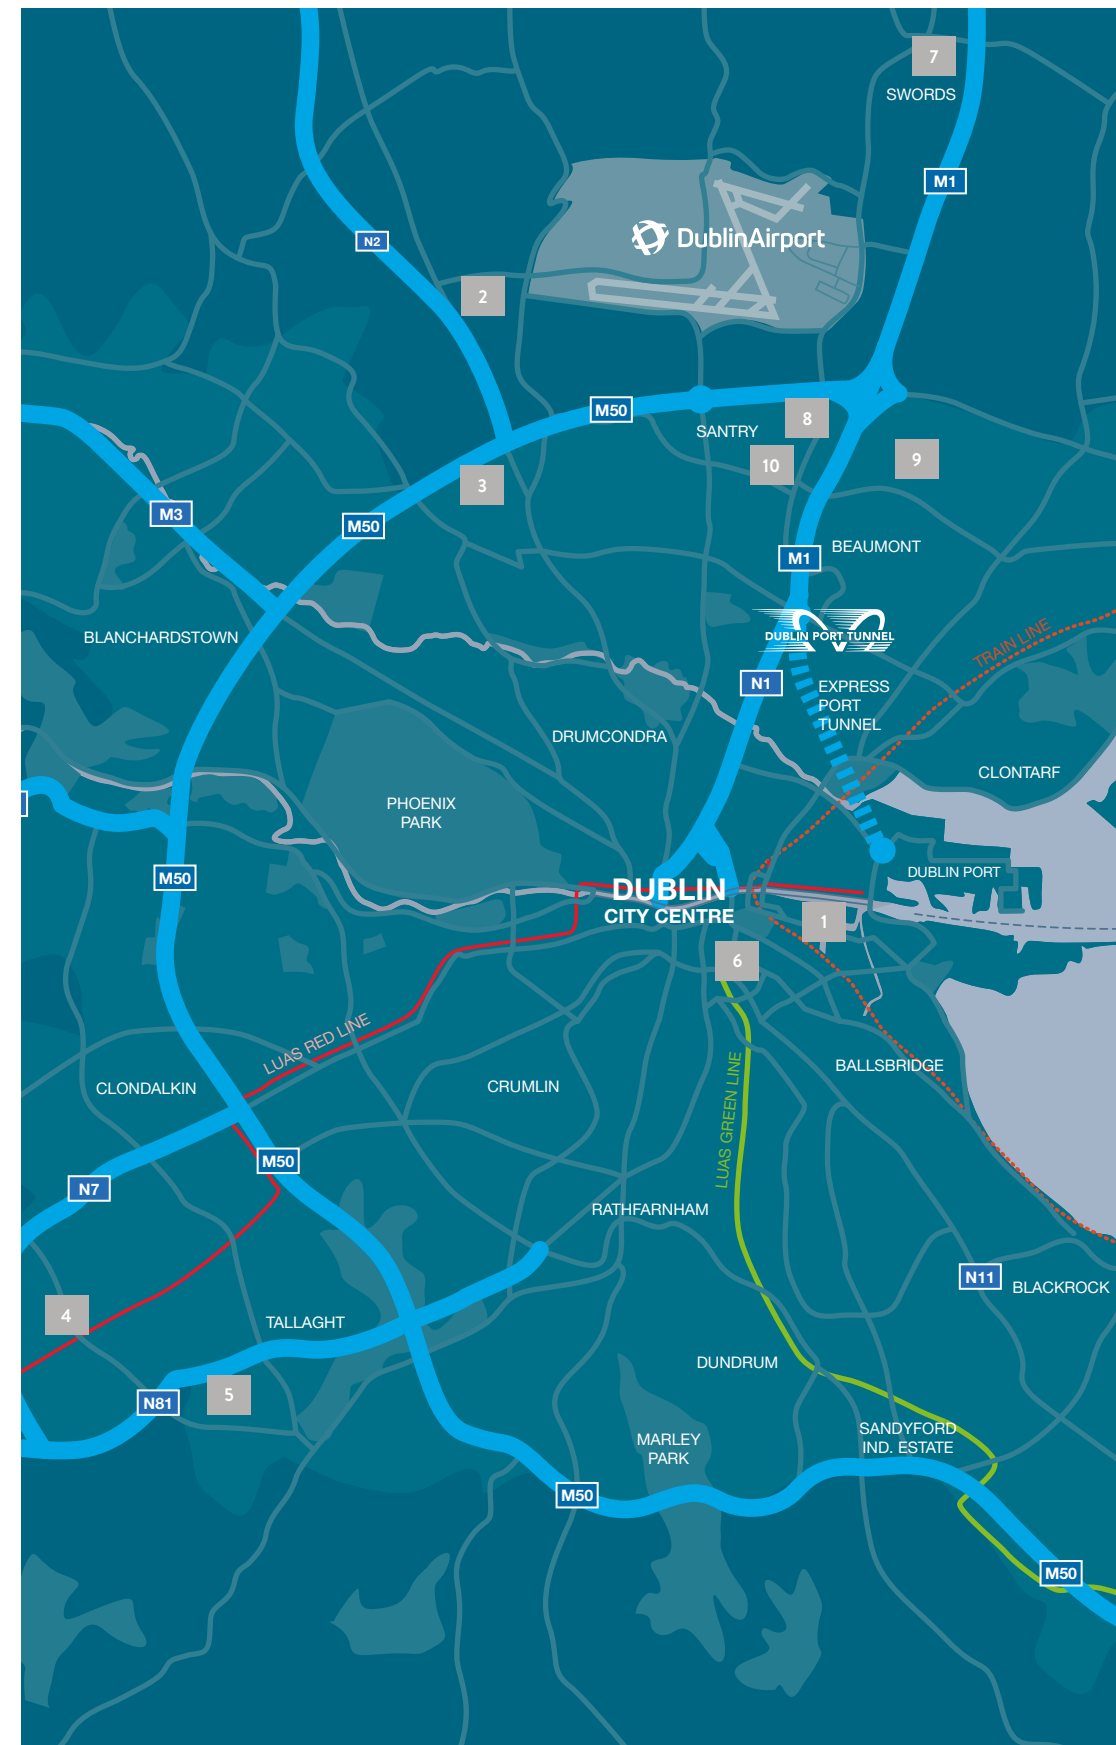 7
SWORDS
M1
N2
DublinAirport
2
M50
8
SANTRY
9
10
3
M3
M50
BEAUMONT
M1
DUBLIN PORT TUNNEL
BLANCHARDSTOWN
TRAIN LINE
N1
EXPRESS
PORT
TUNNEL
DRUMCONDRA
CLONTARF
PHOENIX
PARK
M50
DUBLIN PORT
DUBLIN
CITY CENTRE
1
6
LUAS RED LINE
BALLSBRIDGE
CLONDALKIN
CRUMLIN
LUAS GREEN LINE
M50
N7
RATHFARNHAM
N11
BLACKROCK
4
TALLAGHT
DUNDRUM
5
N81
SANDYFORD
IND. ESTATE
MARLEY
PARK
M50
M50